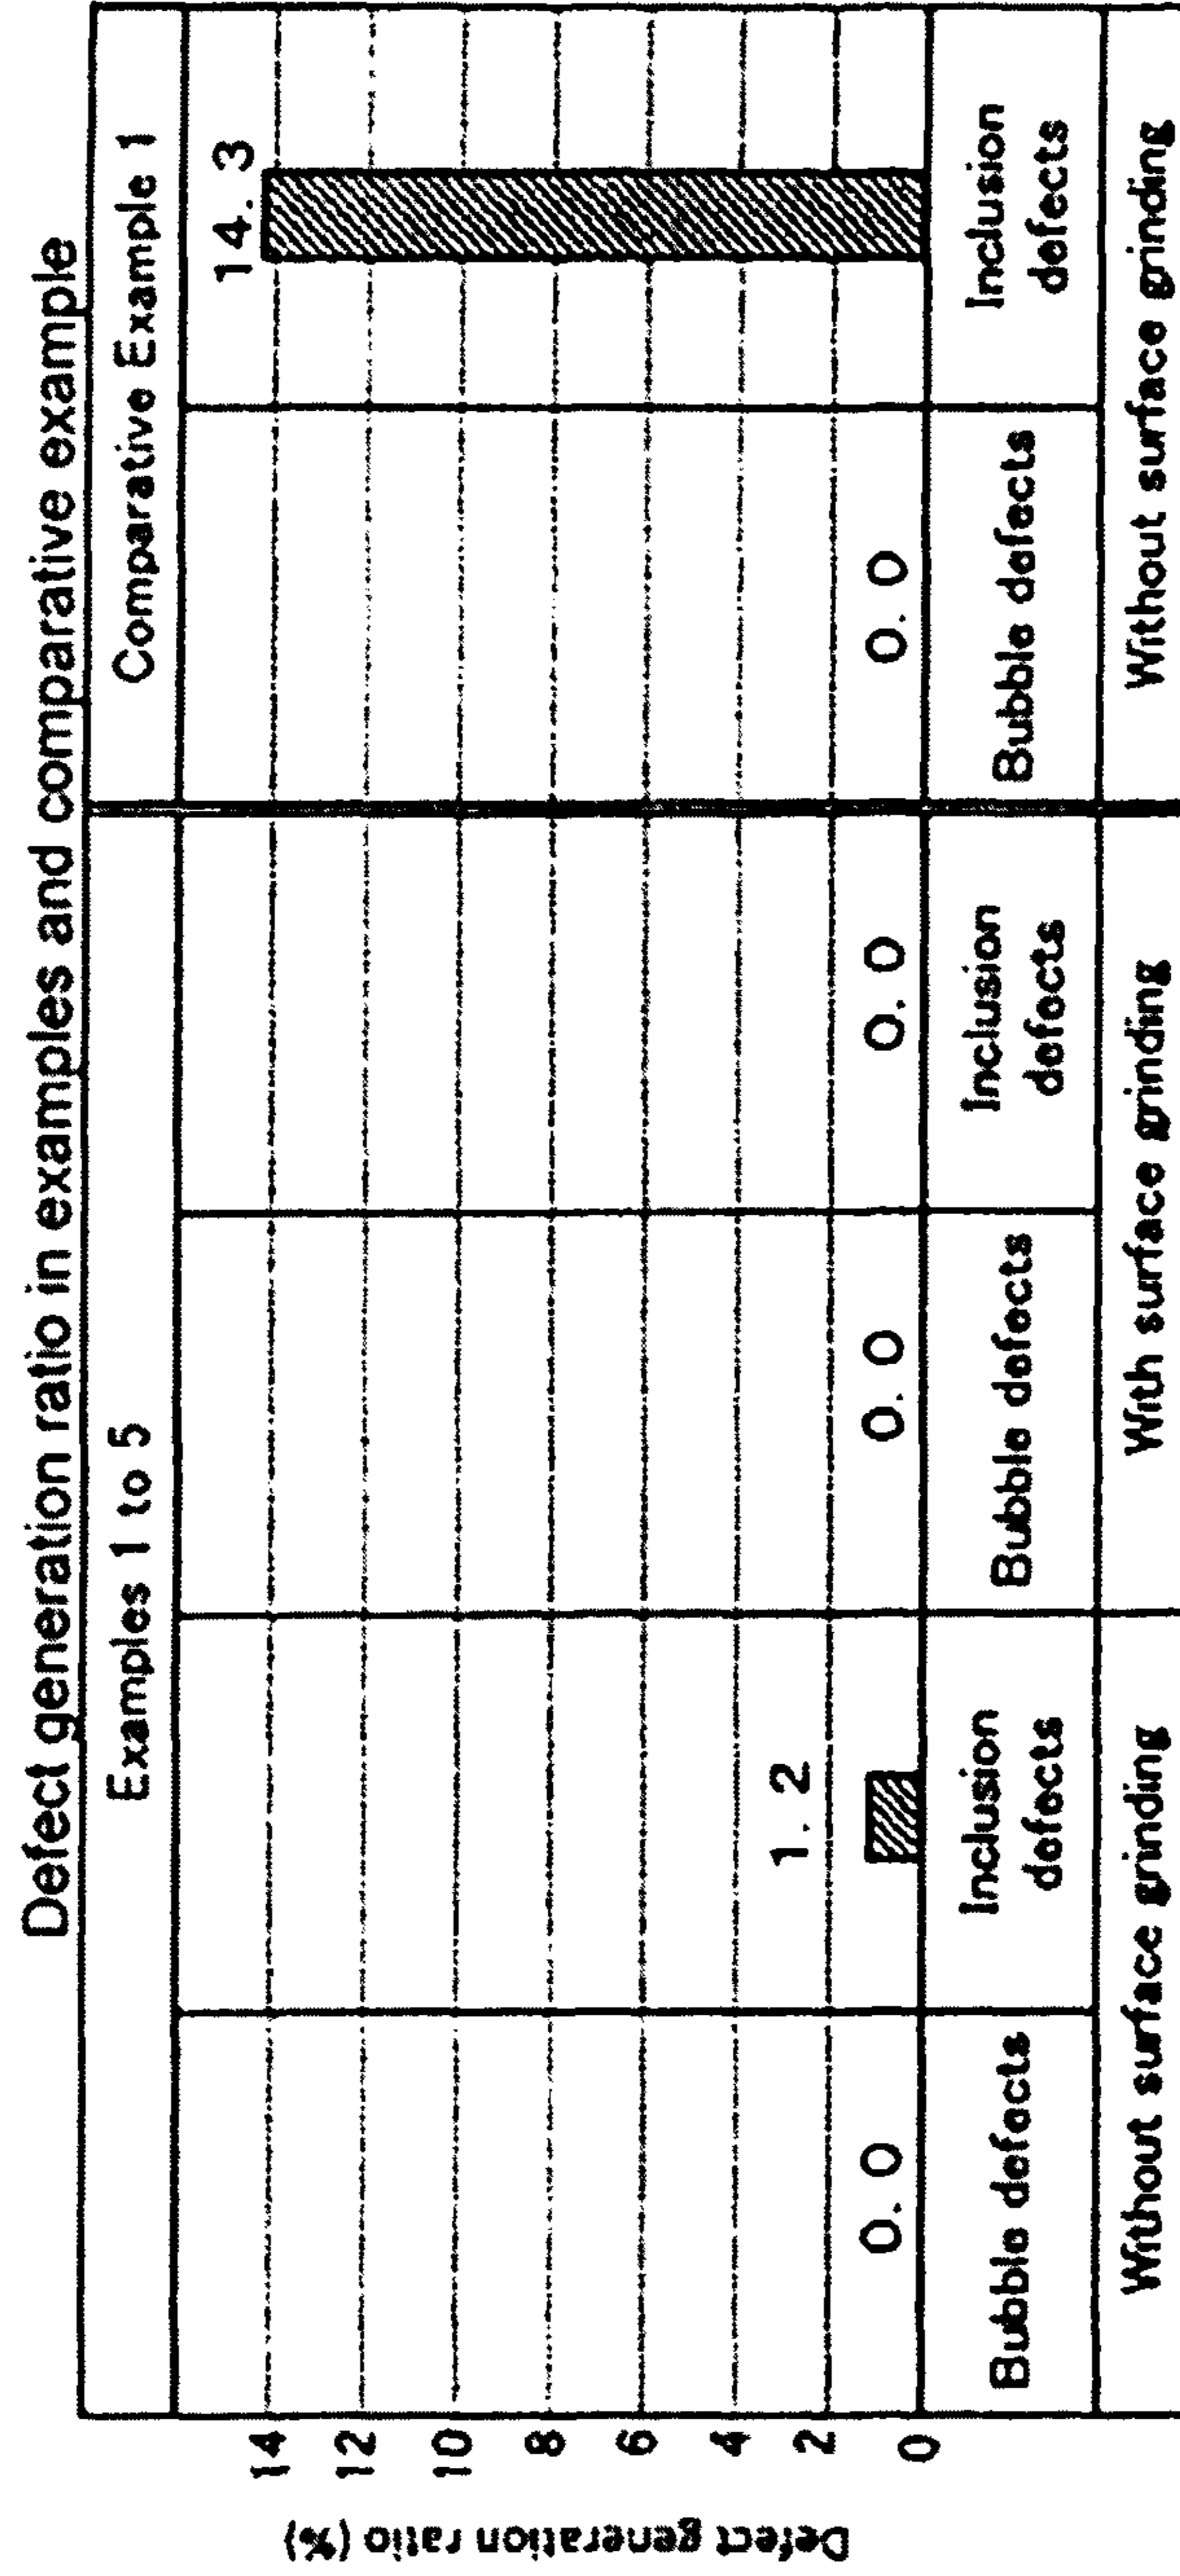 Defect generation ratio in examples and comparative example
Examples 1 to 5
Comparative Example 1
Defect generation ratio (%)
14
12
10
8
6
4
2
0
0. 0
1. 2
0. 0
0. 0
0. 0
14. 3
Bubble defects
Inclusion
defects
Bubble defects
Inclusion
defects
Bubble defects
Inclusion
defects
Without surface grinding
With surface grinding
Without surface grinding